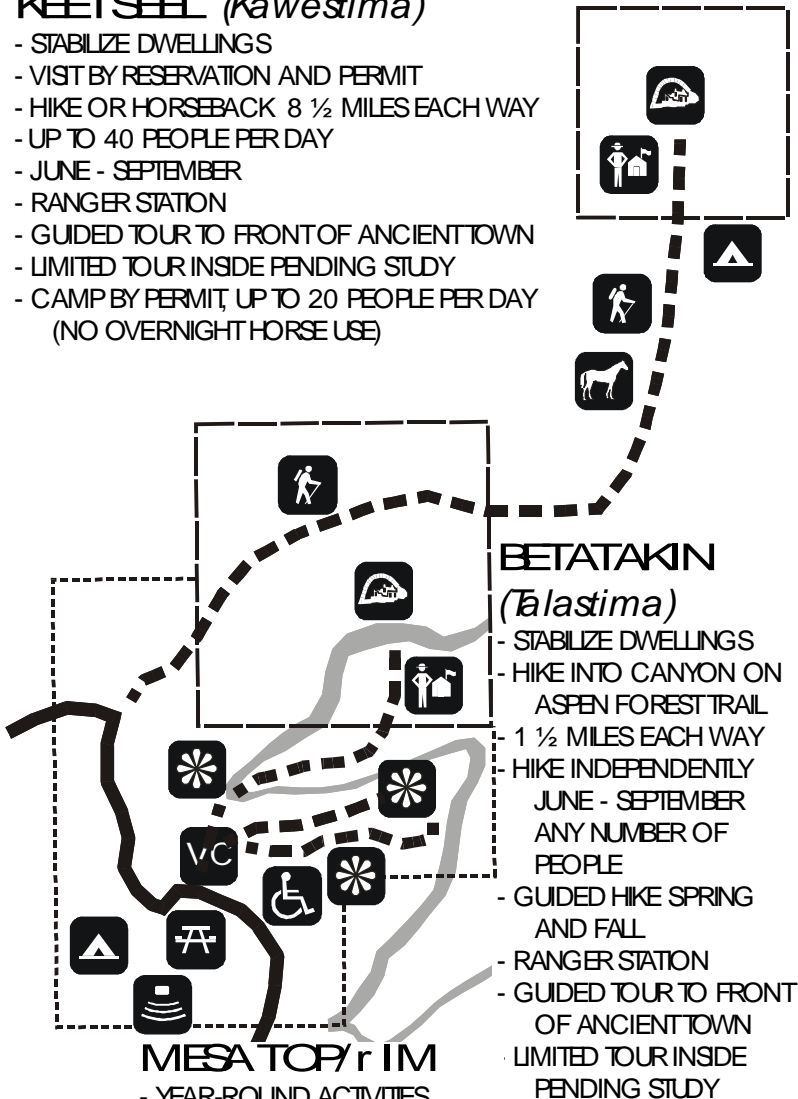 KEET SEEL (Kawestima)
- STABILIZE DWELLINGS
- VISIT BY RESERVATION AND PERMIT
- HIKE OR HORSEBACK 8 ½ MILES EACH WAY
- UP TO 40 PEOPLE PER DAY
- JUNE - SEPTEMBER
- RANGER STATION
- GUIDED TOUR TO FRONT OF ANCIENT TOWN
- LIMITED TOUR INSIDE PENDING STUDY
- CAMP BY PERMIT, UP TO 20 PEOPLE PER DAY
(NO OVERNIGHT HORSE USE)
BETATAKIN
(Talastima)
- STABILIZE DWELLINGS
- HIKE INTO CANYON ON
ASPEN FOREST TRAIL
- 1 ½ MILES EACH WAY
- HIKE INDEPENDENTLY
JUNE - SEPTEMBER
ANY NUMBER OF
PEOPLE
- GUIDED HIKE SPRING
AND FALL
- RANGER STATION
- GUIDED TOUR TO FRONT
OF ANCIENT TOWN
- LIMITED TOUR INSIDE
PENDING STUDY
VC
MESA TOP/rIM
- YEAR-ROUND ACTIVITIES